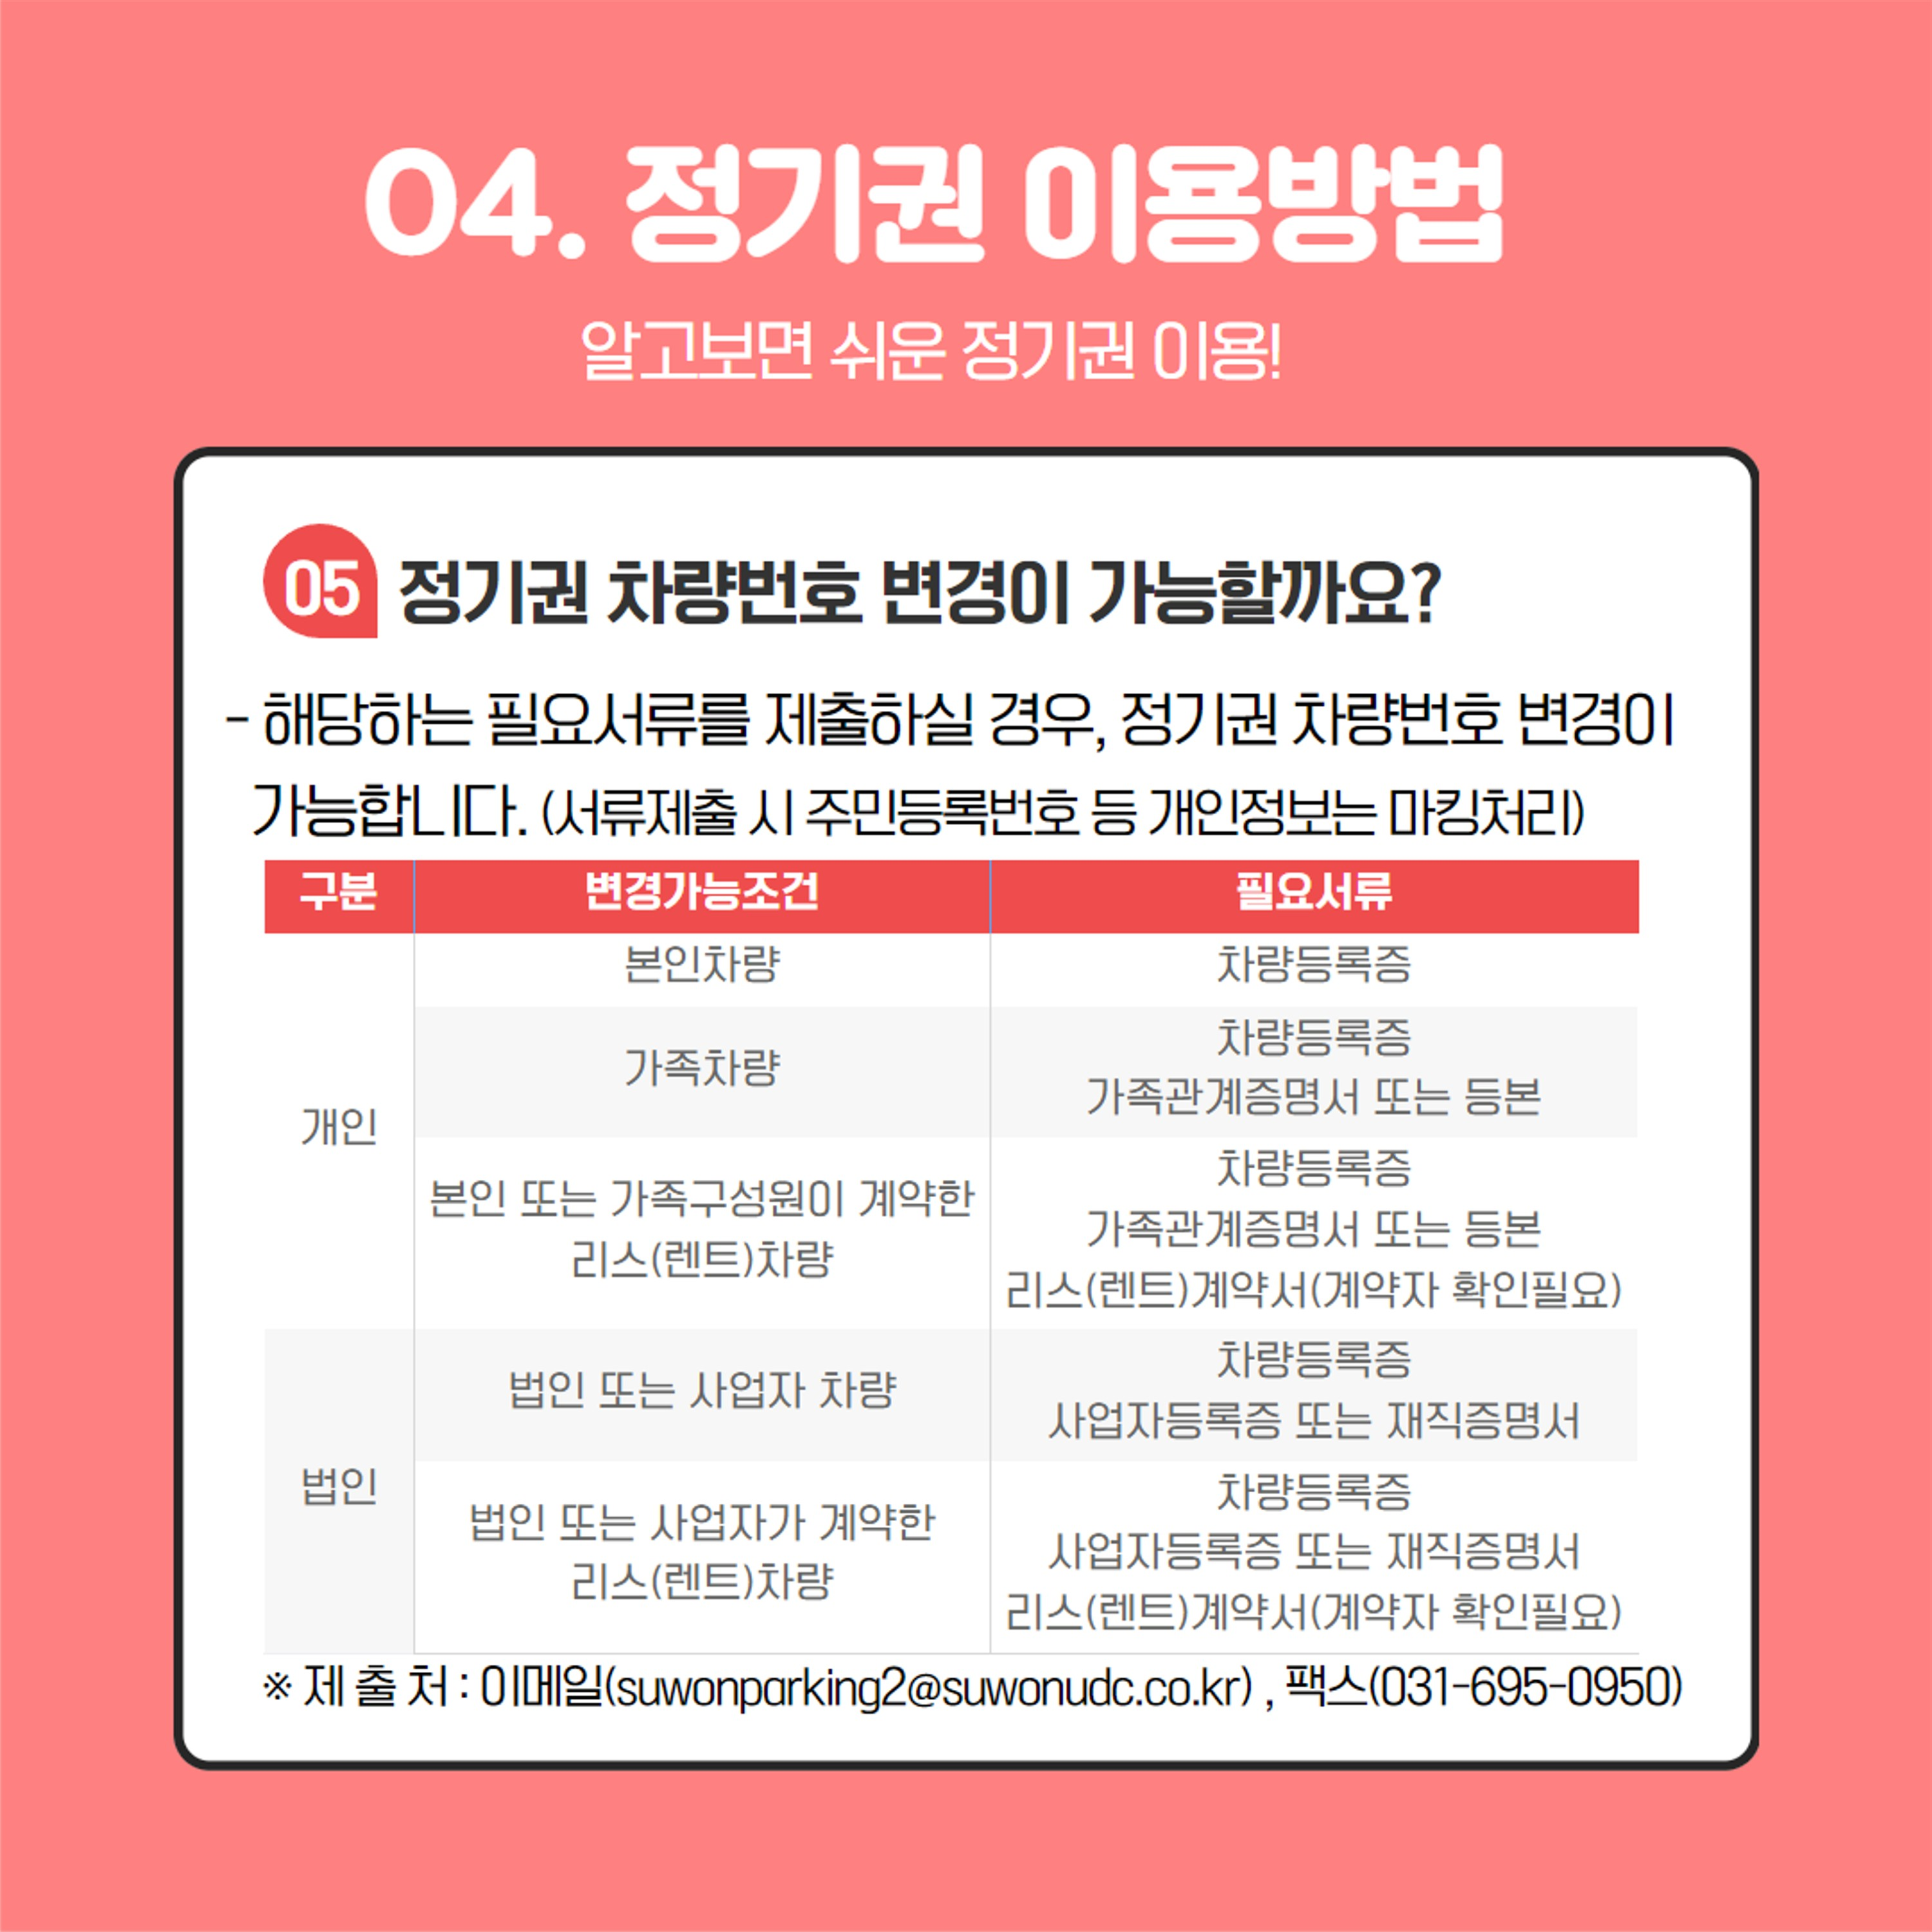 04. 정기권 이용방법
알고보면 쉬운 정기권 이용!
05 정기권 차량번호 변경이 가능할까요?
- 해당하는 필요서류를 제출하실 경우, 정기권 차량번호 변경이
가능합니다. (서류제출 시 주민등록번호 등 개인정보는 마킹처리)
구분 변경가능조건 필요서류
개인
본인차량 차량등록증
가족차량
차량등록증
가족관계증명서 또는 등본
본인 또는 가족구성원이 계약한
리스(렌트)차량
차량등록증
가족관계증명서 또는 등본
리스(렌트)계약서(계약자 확인필요)
법인
법인 또는 사업자 차량
차량등록증
사업자등록증 또는 재직증명서
법인 또는 사업자가 계약한
리스(렌트)차량
차량등록증
사업자등록증 또는 재직증명서
리스(렌트)계약서(계약자 확인필요)
※ 제 출 처 : 이메일(suwonparking2@suwonudc.co.kr) , 팩스(031-695-0950)